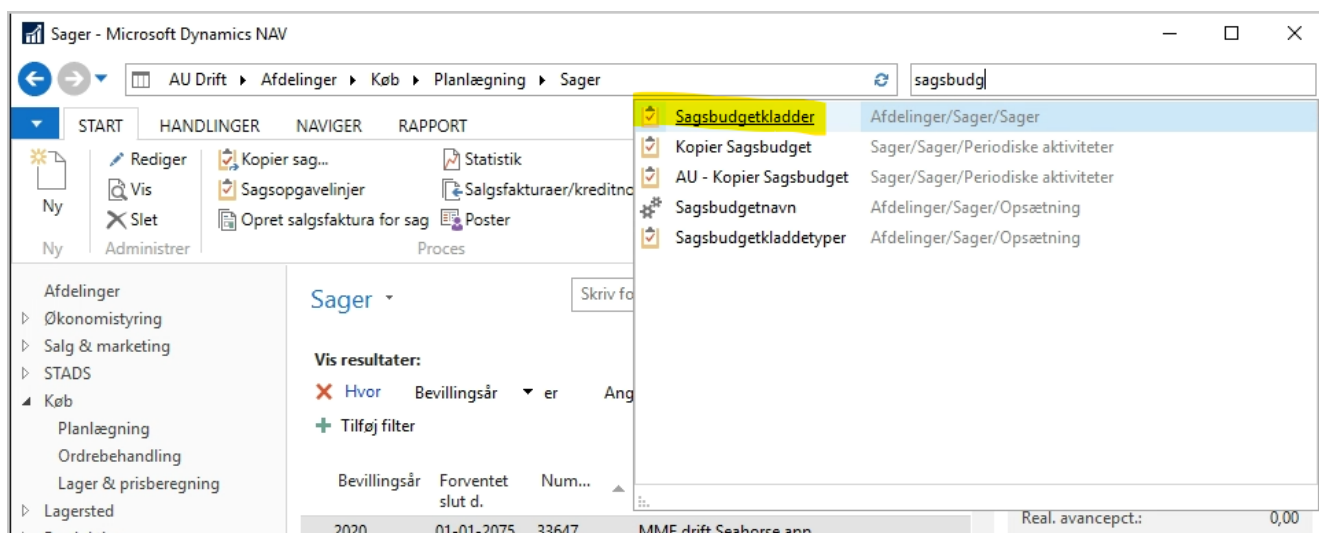 Sager - Microsoft Dynamics NAV
AU Drift Afdelinger Køb Planlægning Sager
sagsbudg
START HANDLINGER NAVIGER RAPPORT
Sagsbudgetkladder Afdelinger/Sager/Sager
Kopier Sagsbudget Sager/Sager/Periodiske aktiviteter
AU - Kopier Sagsbudget Sager/Sager/Periodiske aktiviteter
Sagsbudgetnavn Afdelinger/Sager/Opsætning
Sagsbudgetkladdetyper Afdelinger/Sager/Opsætning
Ny
Rediger
Vis
Slet
Kopier sag...
Sagsopgavelinjer
Opret salgsfaktura for sag
Statistik
Salgsfakturaer/kreditno
Poster
Ny Administrer Proces
Afdelinger
Økonomistyring
Salg & marketing
STADS
Køb
Planlægning
Ordrebehandling
Lager & prisberegning
Lagersted
Sager
Skriv fo
Vis resultater:
Hvor Bevillingsår er Ang
Tilføj filter
Bevillingsår Forventet slut d. Num...
2020 01-01-2075 33647 MMF drift Seahorse app
Real. avancepct.: 0,00